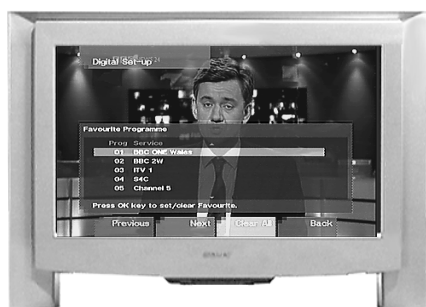 Digital Set-up
Favourite Programme
Prog Service
01 BBC ONE Wales
02 BBC 2W
03 ITV 1
04 S4C
05 Channel 5
Press OK key to set/clear Favourite.
Previous Next Clear All Back